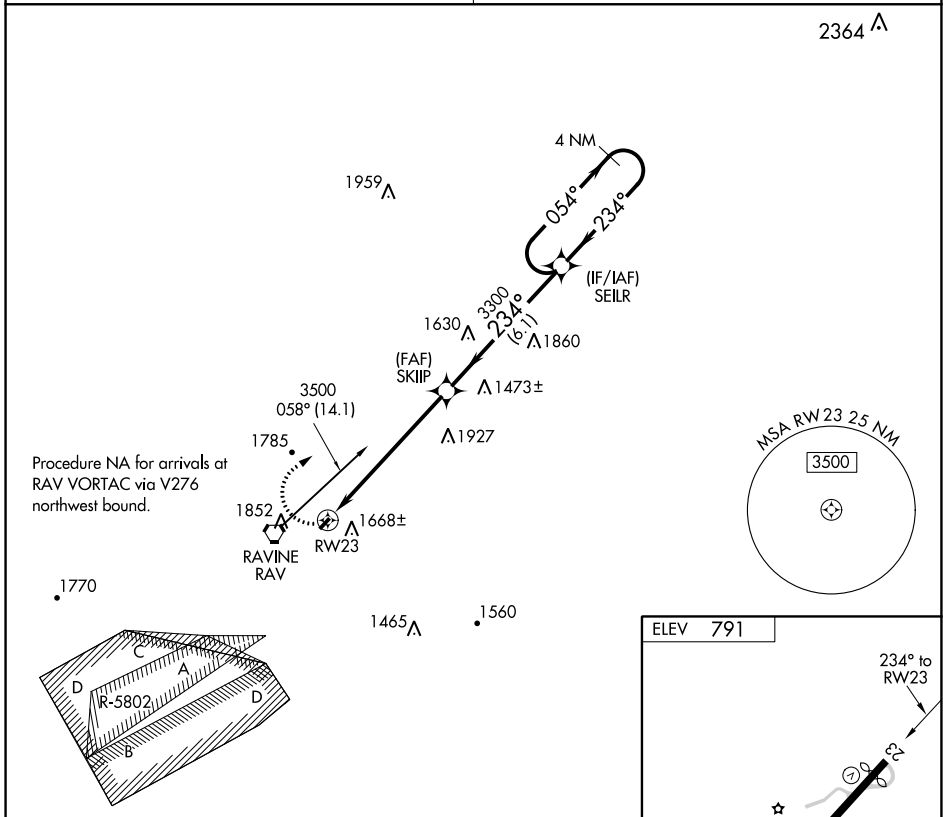 2364
4 NM
1959
054°
234°
(IF/IAF)
SEILR
3300
234°
(6.1)
1630
1860
(FAF)
SKIIP
1473±
3500
058° (14.1)
1927
MSA RW23 25 NM
3500
1785
Procedure NA for arrivals at
RAV VORTAC via V276
northwest bound.
1852
1668±
RW23
RAVINE
RAV
1770
1465
1560
ELEV 791
C
A
D
R-5802
D
B
234° to
RW23
23
V